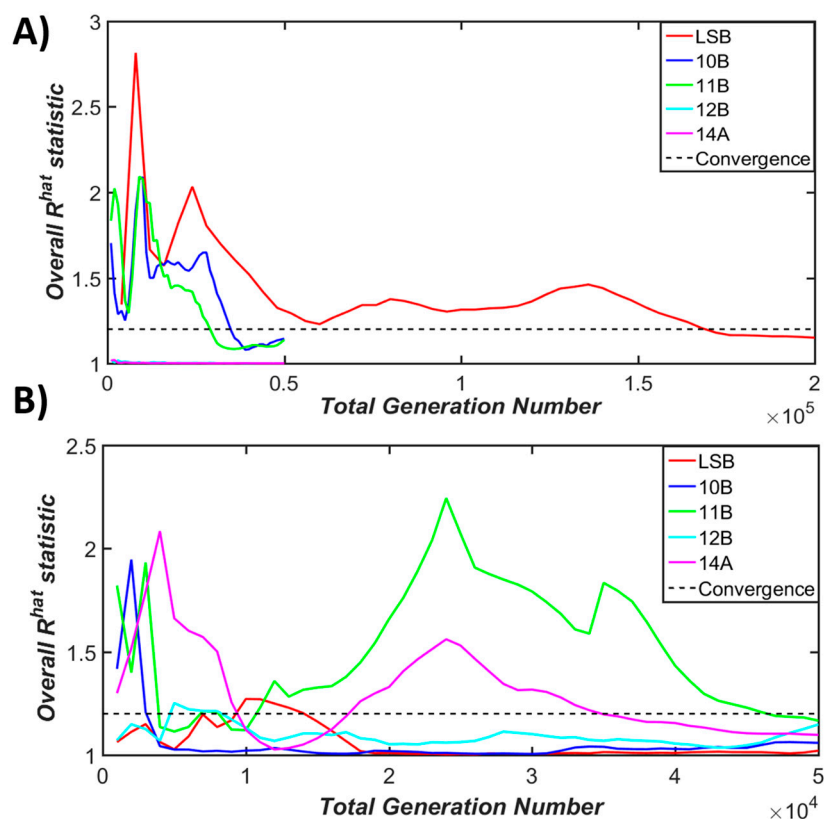 A)
Overall R^hat statistic
3
2.5
2
1.5
1
0
0.5
1
1.5
2
×10^5
Total Generation Number
LSB
10B
11B
12B
14A
Convergence
B)
Overall R^hat statistic
2.5
2
1.5
1
0
1
2
3
4
5
×10^4
Total Generation Number
LSB
10B
11B
12B
14A
Convergence